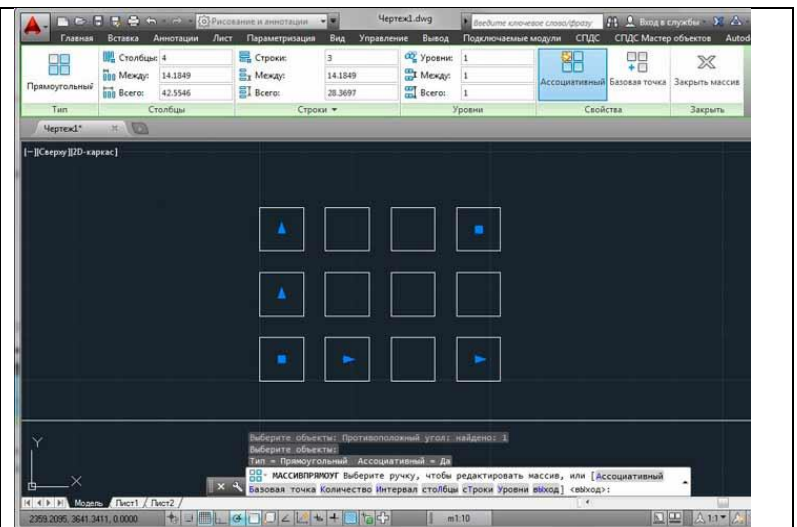 Рисование и аннотации Чертеж1.dwg Введите ключевое слово/фразу Вход в службы
Главная Вставка Аннотации Лист Параметризация Вид Управление Вывод Подключаемые модули СПДС СПДС Мастер объектов Autod
Столбцы: 4 Строки: 3 Уровни: 1
Между: 14.1849 Между: 14.1849 Между: 1
Всего: 42.5546 Всего: 28.3697 Всего: 1
Прямоугольный Ассоциативный Базовая точка Закрыть массив
Тип Столбцы Строки Уровни Свойства Закрыть
Чертеж1*
[−][Сверху][2D-каркас]
Выберите объекты: Противоположный угол: найдено: 1
Выберите объекты:
Тип = Прямоугольный Ассоциативный = Да
МАССИВПРЯМОУГ Выберите ручку, чтобы редактировать массив, или [Ассоциативный
Базовая точка Количество Интервал столбцы сТроки Уровни выХод] <выХод>:
Y
X
Модель Лист1 Лист2
2359.2095, 3641.3411, 0.0000 m1:10 1:1